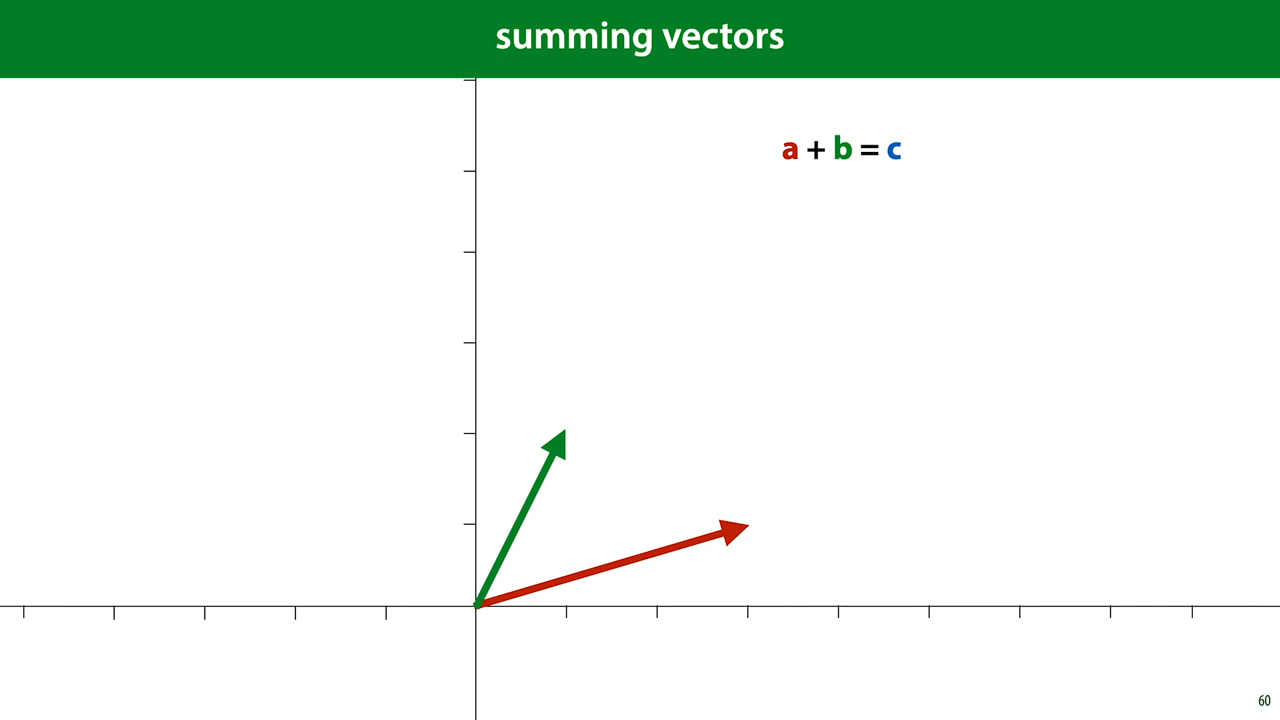 summing vectors
a + b = c
60